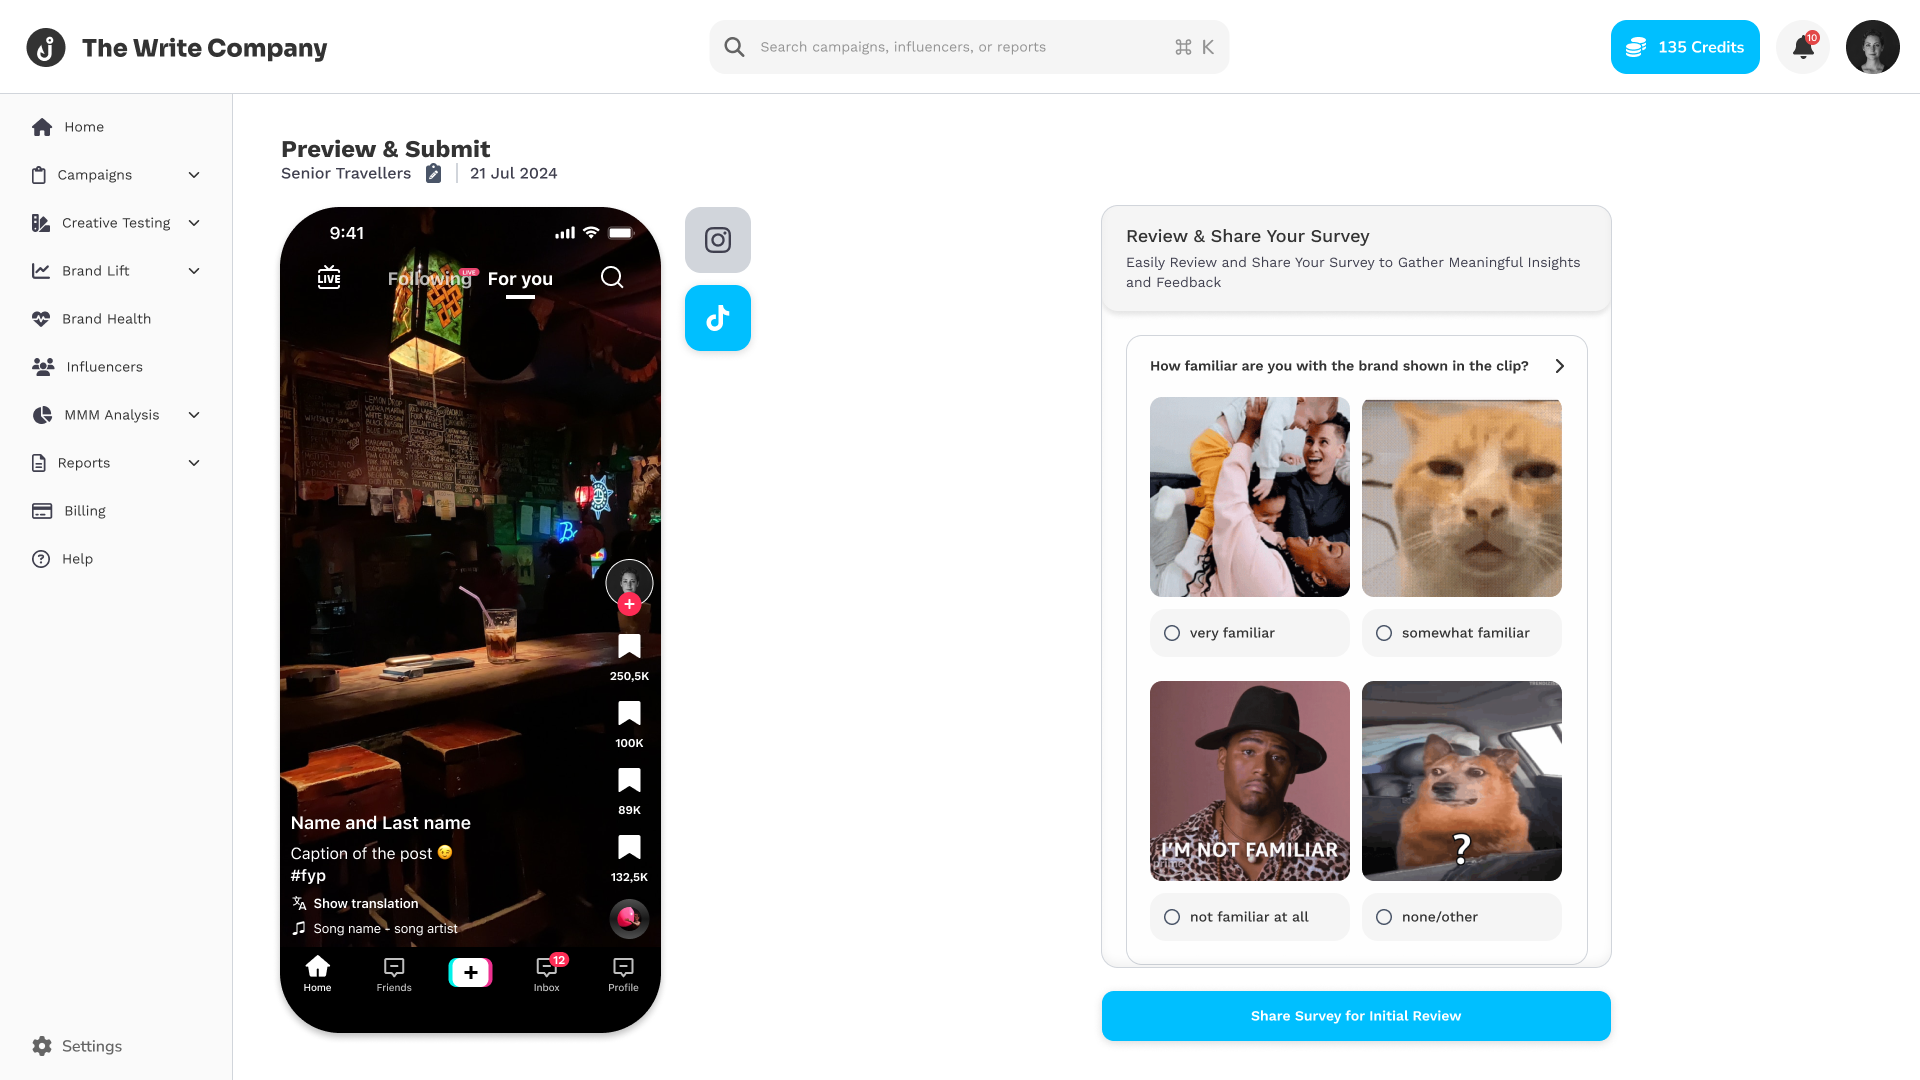 The Write Company
Search campaigns, influencers, or reports
⌘ K
135 Credits
10
Home
Campaigns
Creative Testing
Brand Lift
Brand Health
Influencers
MMM Analysis
Reports
Billing
Help
Settings
Preview & Submit
Senior Travellers
21 Jul 2024
9:41
LIVE
Following
LIVE
For you
250,5K
100K
89K
132,5K
Name and Last name
Caption of the post 😉
#fyp
Show translation
Song name - song artist
Home
Friends
12
Inbox
Profile
Review & Share Your Survey
Easily Review and Share Your Survey to Gather Meaningful Insights
and Feedback
How familiar are you with the brand shown in the clip?
very familiar
somewhat familiar
I'M NOT FAMILIAR
?
not familiar at all
none/other
Share Survey for Initial Review